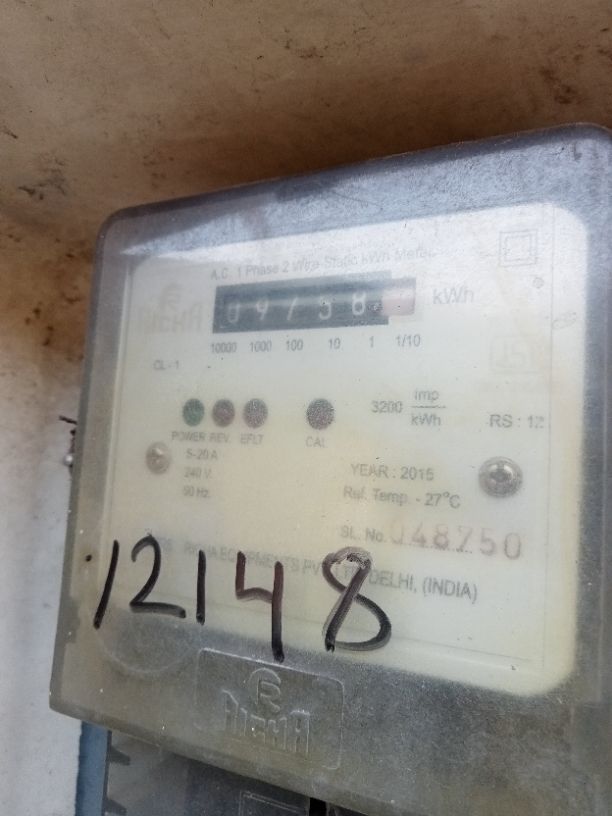 A.C. 1 Phase 2 Wire Static kWh Meter
kWh
10000 1000 100 10 1 1/10
CL - 1
3200 Imp
kWh
RS : 12
POWER REV. EFLT CAL
5-20 A
240 V.
50 Hz.
YEAR : 2015
Ref. Temp. - 27°C
SL. No. 048750
EQUIPMENTS DELHI, (INDIA)
12148